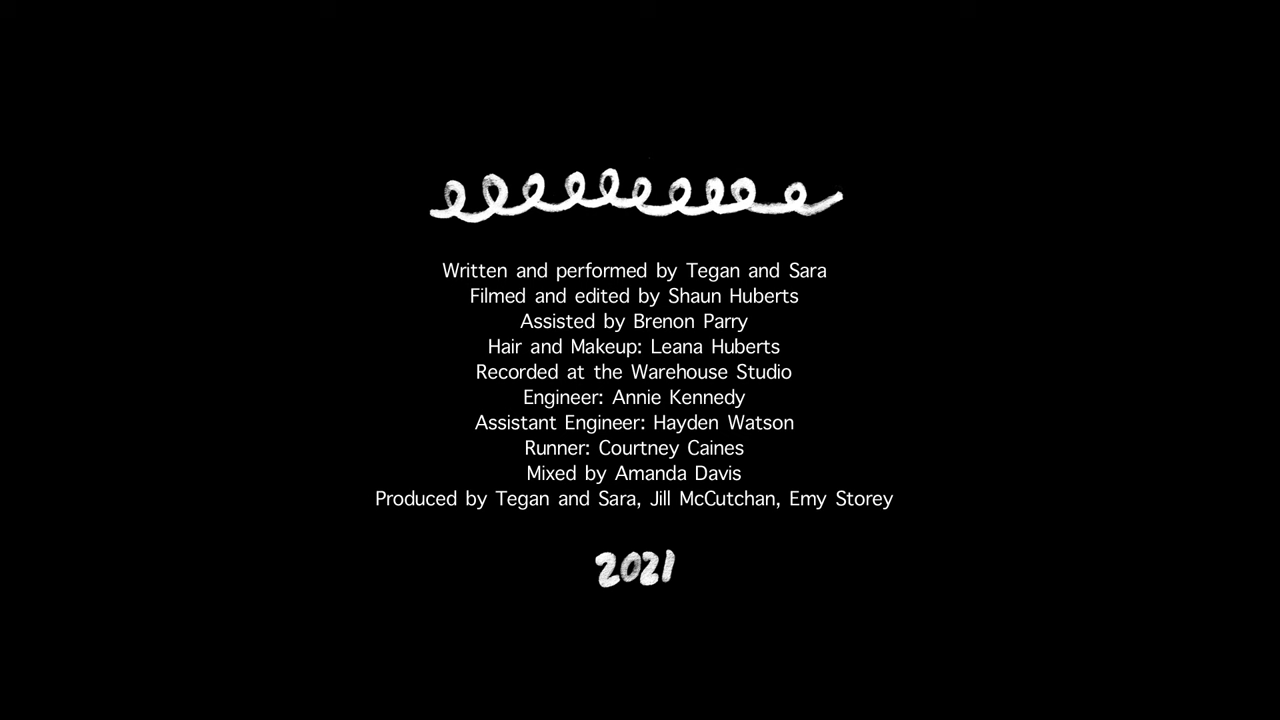 Written and performed by Tegan and Sara
Filmed and edited by Shaun Huberts
Assisted by Brenon Parry
Hair and Makeup: Leana Huberts
Recorded at the Warehouse Studio
Engineer: Annie Kennedy
Assistant Engineer: Hayden Watson
Runner: Courtney Caines
Mixed by Amanda Davis
Produced by Tegan and Sara, Jill McCutchan, Emy Storey
2021